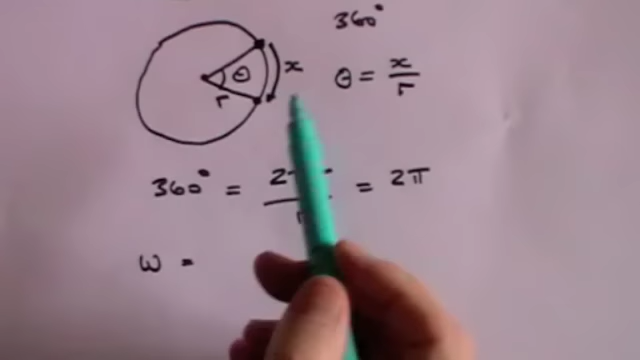 360°
θ x θ = x/r
r
360° = 2 = 2π
ω =